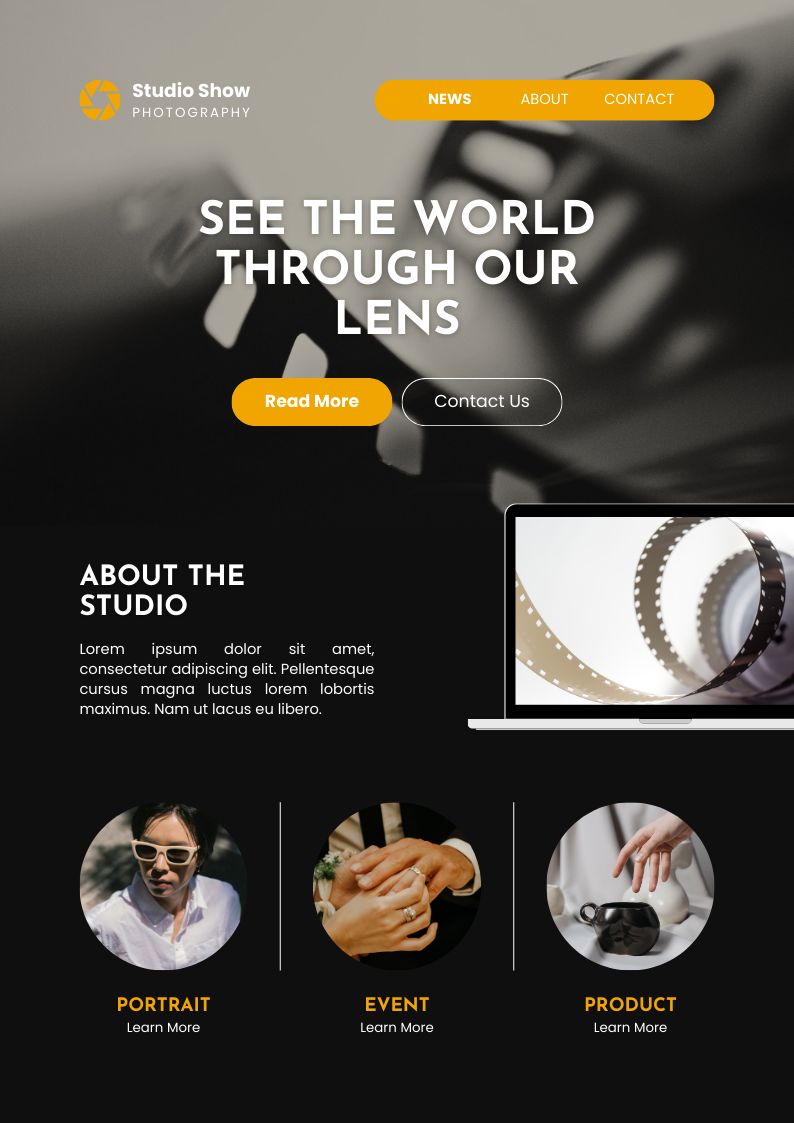 Studio Show
PHOTOGRAPHY
NEWS ABOUT CONTACT
SEE THE WORLD
THROUGH OUR
LENS
Read More Contact Us
ABOUT THE
STUDIO
Lorem ipsum dolor sit amet,
consectetur adipiscing elit. Pellentesque
cursus magna luctus lorem lobortis
maximus. Nam ut lacus eu libero.
PORTRAIT EVENT PRODUCT
Learn More Learn More Learn More